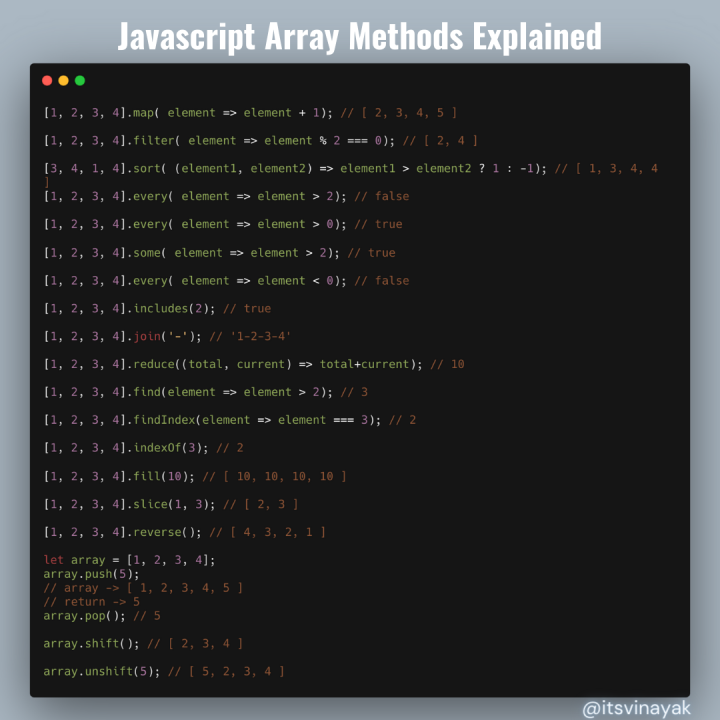 Javascript Array Methods Explained
[1, 2, 3, 4].map( element => element + 1); // [ 2, 3, 4, 5 ]
[1, 2, 3, 4].filter( element => element % 2 === 0); // [ 2, 4 ]
[3, 4, 1, 4].sort( (element1, element2) => element1 > element2 ? 1 : -1); // [ 1, 3, 4, 4
]
[1, 2, 3, 4].every( element => element > 2); // false
[1, 2, 3, 4].every( element => element > 0); // true
[1, 2, 3, 4].some( element => element > 2); // true
[1, 2, 3, 4].every( element => element < 0); // false
[1, 2, 3, 4].includes(2); // true
[1, 2, 3, 4].join('-'); // '1-2-3-4'
[1, 2, 3, 4].reduce((total, current) => total+current); // 10
[1, 2, 3, 4].find(element => element > 2); // 3
[1, 2, 3, 4].findIndex(element => element === 3); // 2
[1, 2, 3, 4].indexOf(3); // 2
[1, 2, 3, 4].fill(10); // [ 10, 10, 10, 10 ]
[1, 2, 3, 4].slice(1, 3); // [ 2, 3 ]
[1, 2, 3, 4].reverse(); // [ 4, 3, 2, 1 ]
let array = [1, 2, 3, 4];
array.push(5);
// array -> [ 1, 2, 3, 4, 5 ]
// return -> 5
array.pop(); // 5
array.shift(); // [ 2, 3, 4 ]
array.unshift(5); // [ 5, 2, 3, 4 ]
@itsvinayak